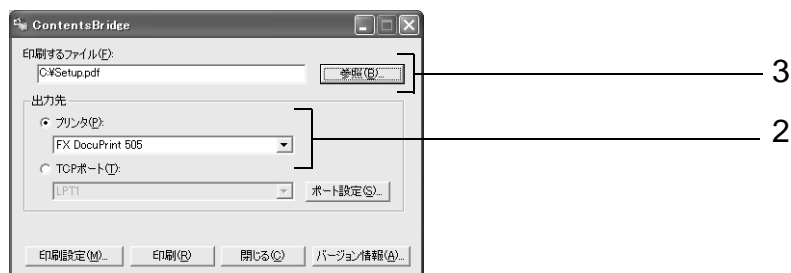 ContentsBridge
印刷するファイル(F):
C:¥Setup.pdf
参照(B)...
3
出力先
プリンタ(P):
2
FX DocuPrint 505
TCPポート(T):
LPT1
ポート設定(S)...
印刷設定(M)...
印刷(R)
閉じる(C)
バージョン情報(A)...